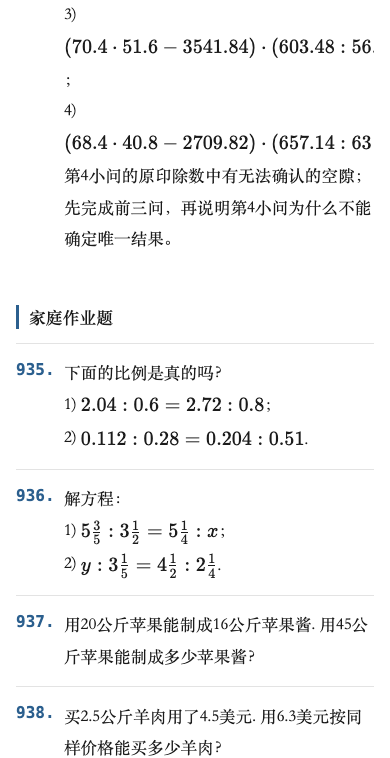 3)
(70.4 · 51.6 − 3541.84) · (603.48 : 56.
;
4)
(68.4 · 40.8 − 2709.82) · (657.14 : 63
第4小问的原印除数中有无法确认的空隙；
先完成前三问，再说明第4小问为什么不能
确定唯一结果。
家庭作业题
935. 下面的比例是真的吗?
1) 2.04 : 0.6 = 2.72 : 0.8;
2) 0.112 : 0.28 = 0.204 : 0.51.
936. 解方程:
1) 5 3/5 : 3 1/2 = 5 1/4 : x;
2) y : 3 1/5 = 4 1/2 : 2 1/4.
937. 用20公斤苹果能制成16公斤苹果酱. 用45公
斤苹果能制成多少苹果酱?
938. 买2.5公斤羊肉用了4.5美元. 用6.3美元按同
样价格能买多少羊肉?